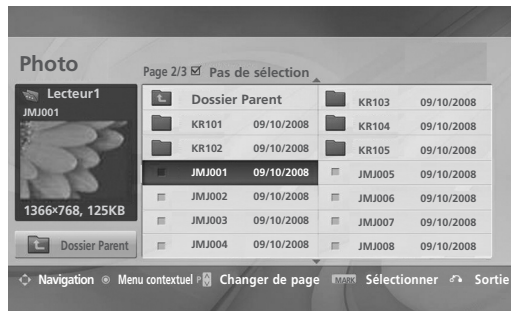 Photo
Page 2/3 Pas de sélection
Lecteur1
JMJ001
1366×768, 125KB
Dossier Parent
Dossier Parent
KR101 09/10/2008
KR102 09/10/2008
JMJ001 09/10/2008
JMJ002 09/10/2008
JMJ003 09/10/2008
JMJ004 09/10/2008
KR103 09/10/2008
KR104 09/10/2008
KR105 09/10/2008
JMJ005 09/10/2008
JMJ006 09/10/2008
JMJ007 09/10/2008
JMJ008 09/10/2008
Navigation Menu contextuel P Changer de page MARK Sélectionner Sortie